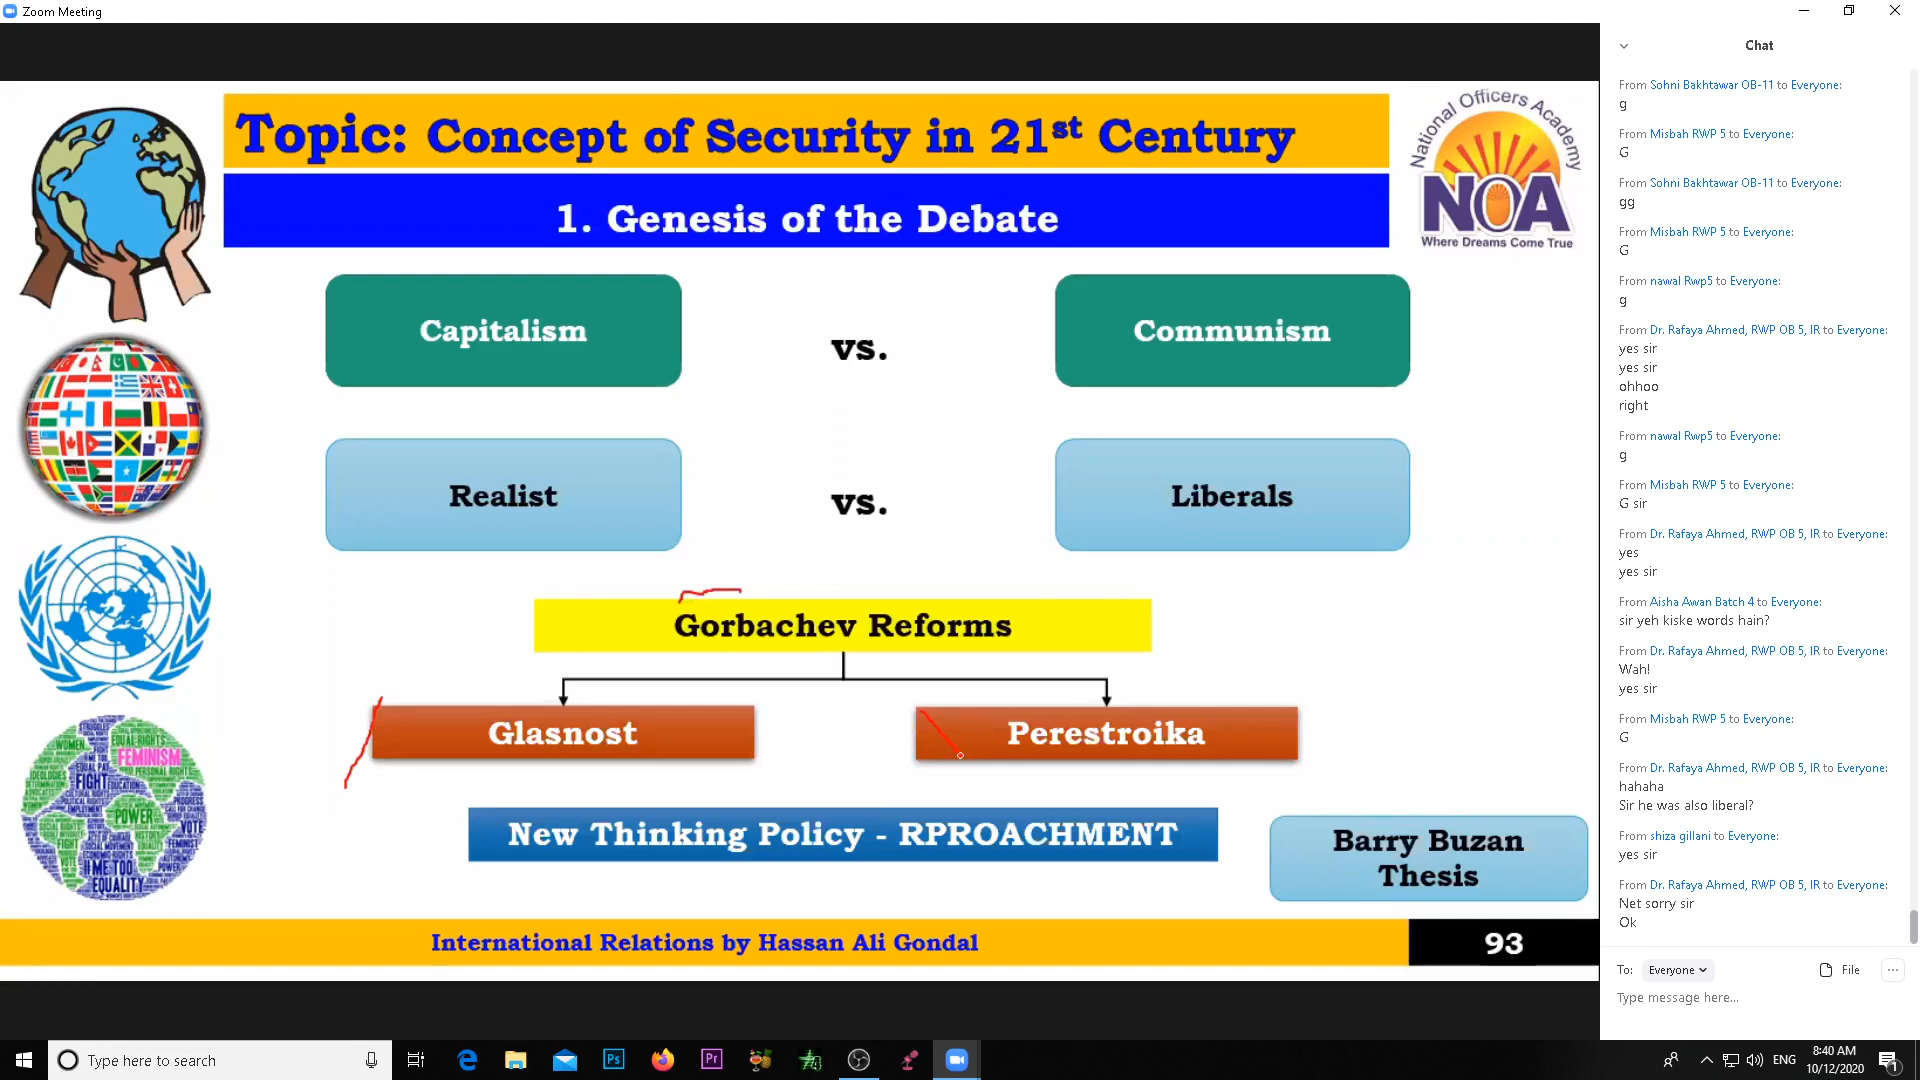 Zoom Meeting
Topic: Concept of Security in 21st Century
1. Genesis of the Debate
National Officers Academy
NOA
Where Dreams Come True
Capitalism
vs.
Communism
Realist
vs.
Liberals
Gorbachev Reforms
Glasnost
Perestroika
New Thinking Policy - RPROACHMENT
Barry Buzan
Thesis
FEMINISM
FIGHT
POWER
VOTE
#ME TOO
EQUALITY
International Relations by Hassan Ali Gondal
93
Chat
From Sohni Bakhtawar OB-11 to Everyone:
g
From Misbah RWP 5 to Everyone:
G
From Sohni Bakhtawar OB-11 to Everyone:
gg
From Misbah RWP 5 to Everyone:
G
From nawal Rwp5 to Everyone:
g
From Dr. Rafaya Ahmed, RWP OB 5, IR to Everyone:
yes sir
yes sir
ohhoo
right
From nawal Rwp5 to Everyone:
g
From Misbah RWP 5 to Everyone:
G sir
From Dr. Rafaya Ahmed, RWP OB 5, IR to Everyone:
yes
yes sir
From Aisha Awan Batch 4 to Everyone:
sir yeh kiske words hain?
From Dr. Rafaya Ahmed, RWP OB 5, IR to Everyone:
Wah!
yes sir
From Misbah RWP 5 to Everyone:
G
From Dr. Rafaya Ahmed, RWP OB 5, IR to Everyone:
hahaha
Sir he was also liberal?
From shiza gillani to Everyone:
yes sir
From Dr. Rafaya Ahmed, RWP OB 5, IR to Everyone:
Net sorry sir
Ok
To: Everyone
File
Type message here...
Type here to search
Ps
Pr
ENG
8:40 AM
10/12/2020
1